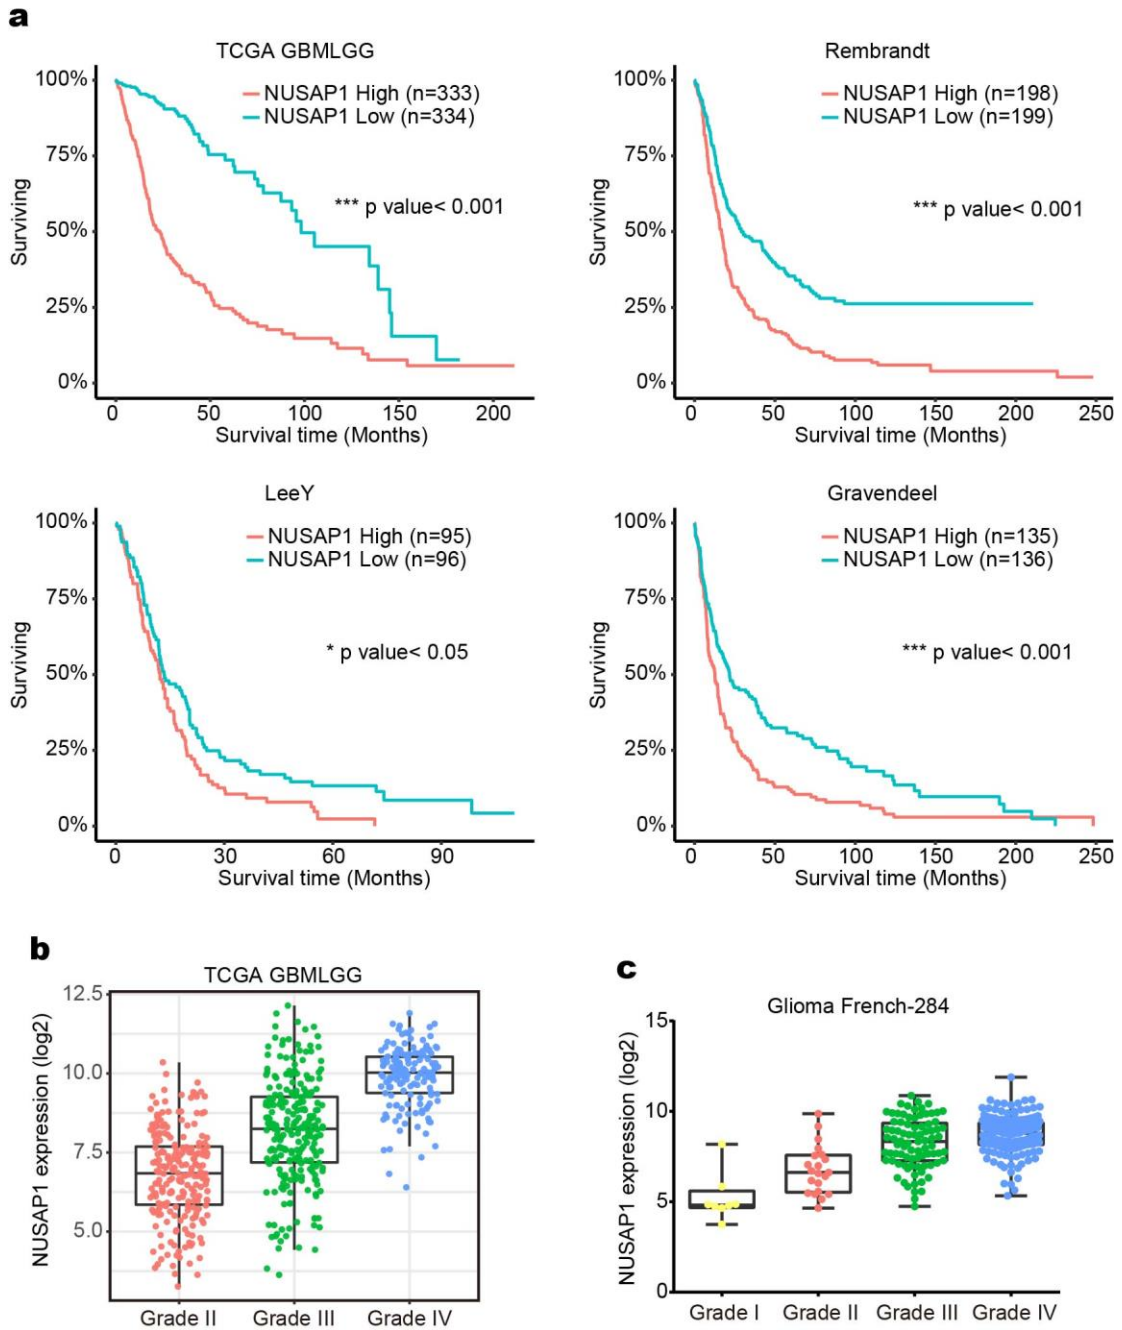 a
TCGA GBMLGG
100%
75%
50%
25%
0%
Surviving
NUSAP1 High (n=333)
NUSAP1 Low (n=334)
*** p value< 0.001
0 50 100 150 200
Survival time (Months)
Rembrandt
100%
75%
50%
25%
0%
Surviving
NUSAP1 High (n=198)
NUSAP1 Low (n=199)
*** p value< 0.001
0 50 100 150 200 250
Survival time (Months)
LeeY
100%
75%
50%
25%
0%
Surviving
NUSAP1 High (n=95)
NUSAP1 Low (n=96)
* p value< 0.05
0 30 60 90
Survival time (Months)
Gravendeel
100%
75%
50%
25%
0%
Surviving
NUSAP1 High (n=135)
NUSAP1 Low (n=136)
*** p value< 0.001
0 50 100 150 200 250
Survival time (Months)
b
TCGA GBMLGG
12.5
10.0
7.5
5.0
NUSAP1 expression (log2)
Grade II Grade III Grade IV
c
Glioma French-284
15
10
5
0
NUSAP1 expression (log2)
Grade I Grade II Grade III Grade IV